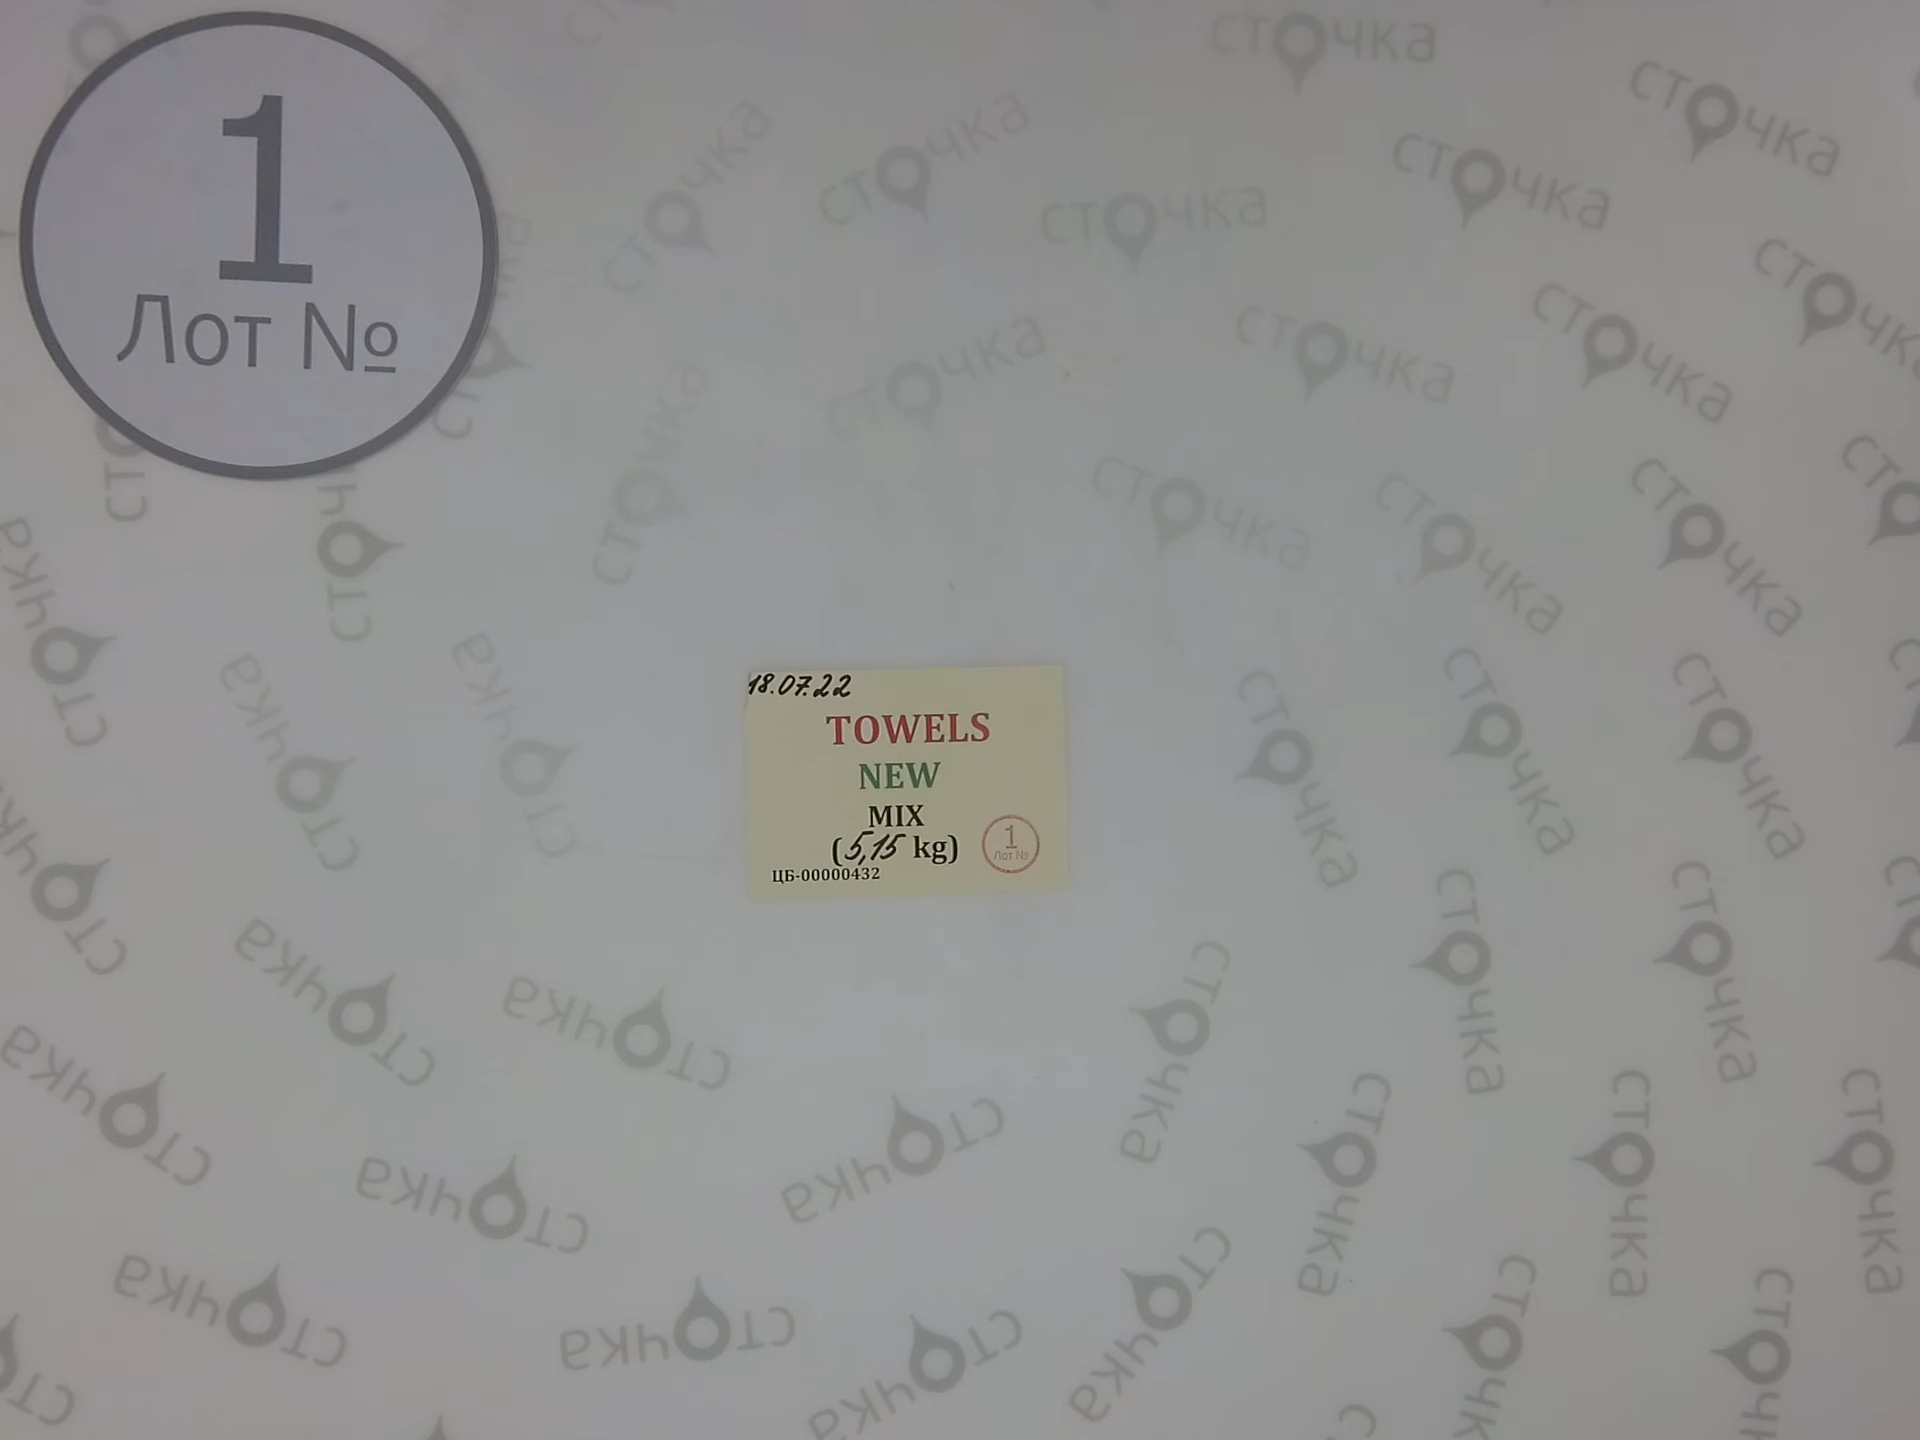 1
Лот №
18.07.22
TOWELS
NEW
MIX
(5,15 kg)
1
Лот №
ЦБ-00000432
сточка